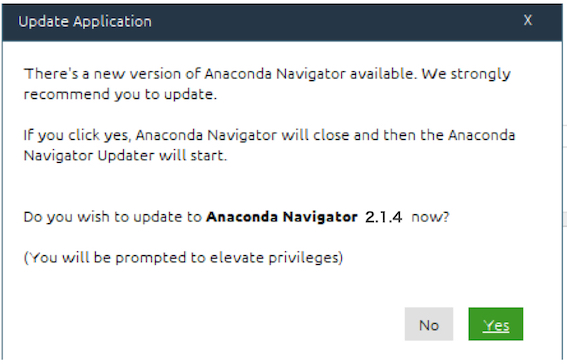 Update Application X
There's a new version of Anaconda Navigator available. We strongly
recommend you to update.
If you click yes, Anaconda Navigator will close and then the Anaconda
Navigator Updater will start.
Do you wish to update to Anaconda Navigator 2.1.4 now?
(You will be prompted to elevate privileges)
No Yes